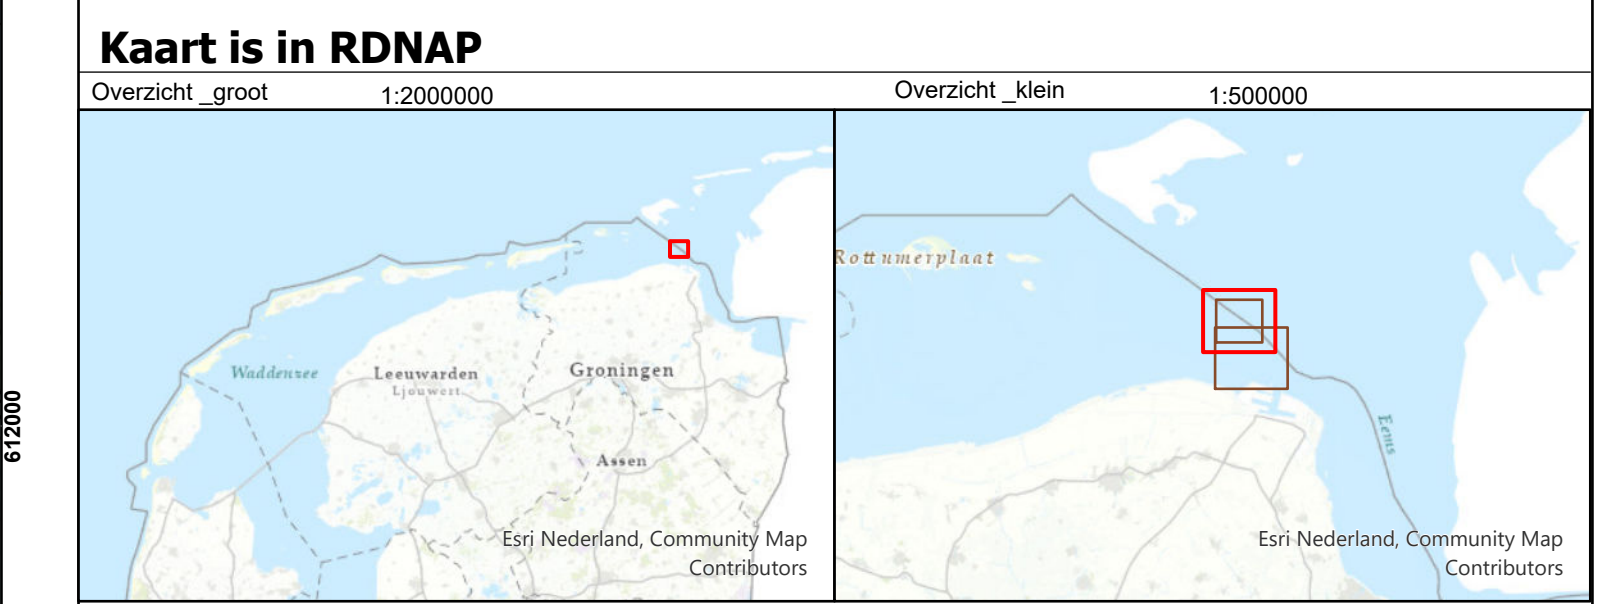 Kaart is in RDNAP
Overzicht _groot
1:2000000
Overzicht _klein
1:500000
Rottumerplaat
Waddenzee
Leeuwarden
Ljouwert
Groningen
Assen
Eems
Esri Nederland, Community Map
Contributors
Esri Nederland, Community Map
Contributors
612000